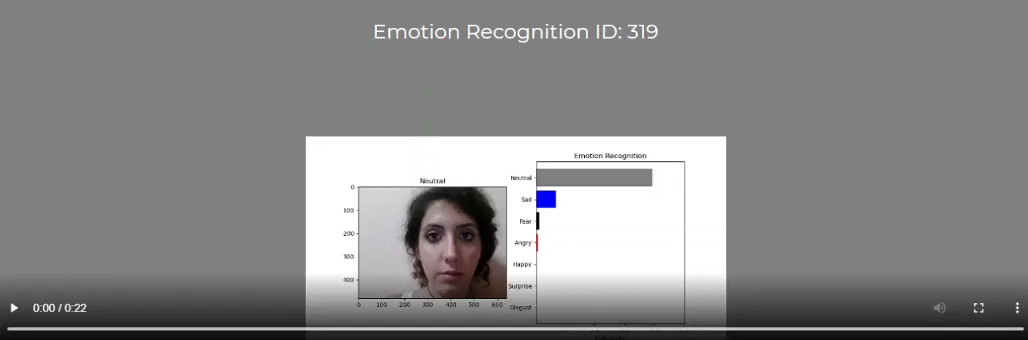 Emotion Recognition ID: 319
Emotion Recognition
Neutral
0
100
200
300
400
0 100 200 300 400 500 600
Neutral
Sad
Fear
Angry
Happy
Surprise
Disgust
0:00 / 0:22